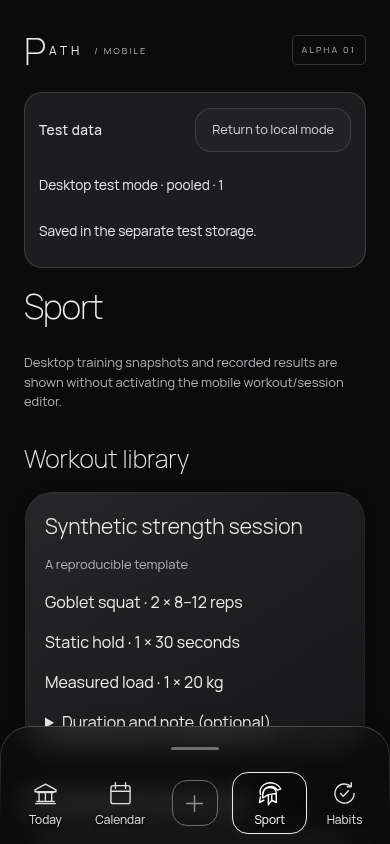 PATH / MOBILE
ALPHA 01
Test data
Return to local mode
Desktop test mode · pooled · 1
Saved in the separate test storage.
Sport
Desktop training snapshots and recorded results are
shown without activating the mobile workout/session
editor.
Workout library
Synthetic strength session
A reproducible template
Goblet squat · 2 × 8–12 reps
Static hold · 1 × 30 seconds
Measured load · 1 × 20 kg
Duration and note (optional)
Today
Calendar
Sport
Habits